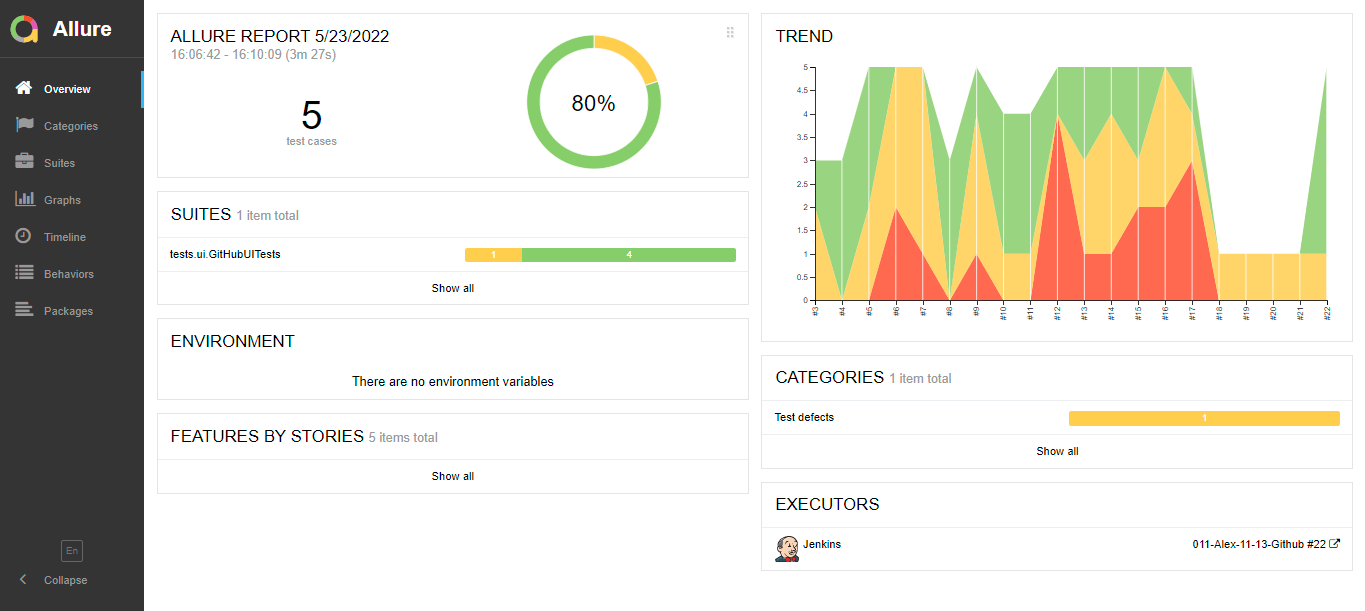 Allure
Overview
Categories
Suites
Graphs
Timeline
Behaviors
Packages
En
Collapse
ALLURE REPORT 5/23/2022
16:06:42 - 16:10:09 (3m 27s)
5
test cases
80%
SUITES 1 item total
tests.ui.GitHubUITests 1 4
Show all
ENVIRONMENT
There are no environment variables
FEATURES BY STORIES 5 items total
Show all
TREND
5
4.5
4
3.5
3
2.5
2
1.5
1
0.5
0
#3 #4 #5 #6 #7 #8 #9 #10 #11 #12 #13 #14 #15 #16 #17 #18 #19 #20 #21 #22
CATEGORIES 1 item total
Test defects 1
Show all
EXECUTORS
Jenkins 011-Alex-11-13-Github #22